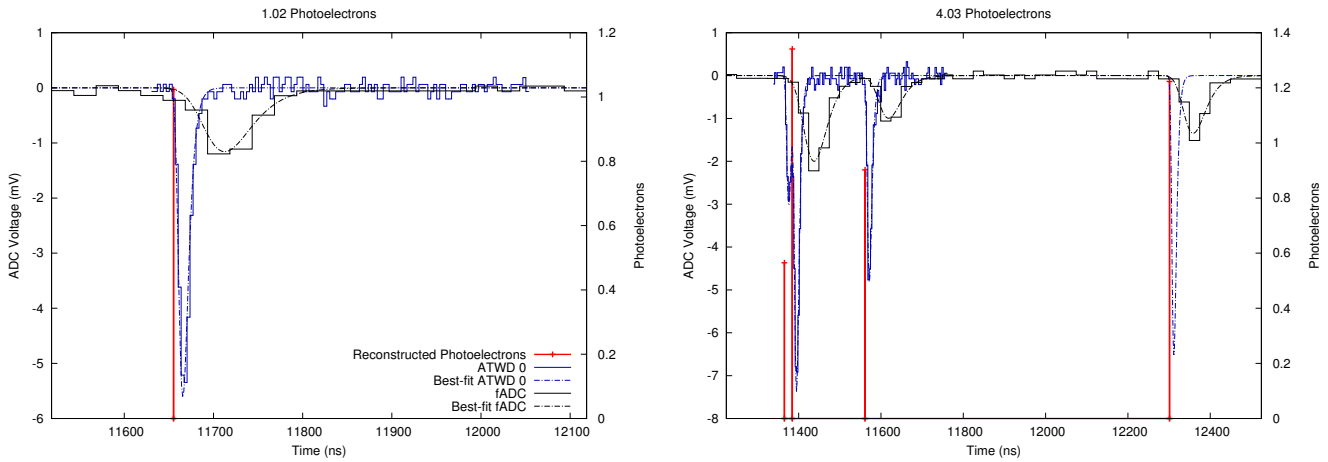 1.02 Photoelectrons
1
0
-1
-2
-3
-4
-5
-6
ADC Voltage (mV)
1.2
1
0.8
0.6
0.4
0.2
0
Photoelectrons
Reconstructed Photoelectrons
ATWD 0
Best-fit ATWD 0
fADC
Best-fit fADC
11600 11700 11800 11900 12000 12100
Time (ns)
4.03 Photoelectrons
1
0
-1
-2
-3
-4
-5
-6
-7
-8
ADC Voltage (mV)
1.4
1.2
1
0.8
0.6
0.4
0.2
0
Photoelectrons
11400 11600 11800 12000 12200 12400
Time (ns)